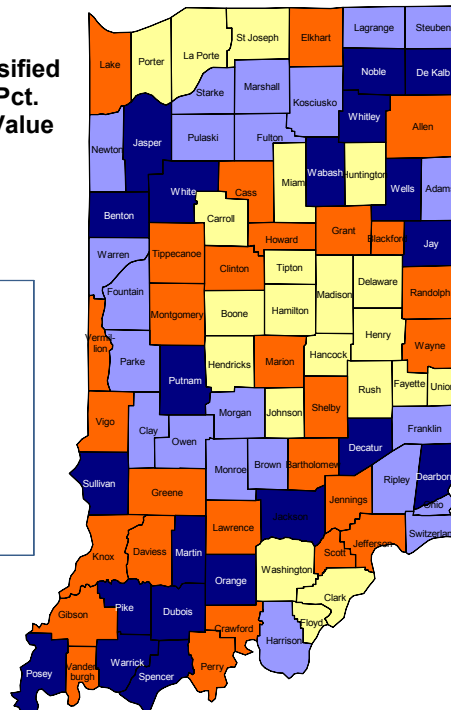 sified
Pct.
Value
Lake
Porter
La Porte
St Joseph
Elkhart
Lagrange
Steuben
Noble
De Kalb
Starke
Marshall
Kosciusko
Whitley
Allen
Newton
Jasper
Pulaski
Fulton
Miami
Wabash
Huntington
Wells
Adam
Benton
White
Cass
Carroll
Howard
Grant
Blackford
Jay
Warren
Tippecanoe
Clinton
Tipton
Madison
Delaware
Randolph
Fountain
Montgomery
Boone
Hamilton
Henry
Wayne
Vermil-
lion
Parke
Putnam
Hendricks
Marion
Hancock
Rush
Fayette
Union
Vigo
Clay
Owen
Morgan
Johnson
Shelby
Decatur
Franklin
Sullivan
Greene
Monroe
Brown
Bartholomew
Jennings
Ripley
Dearborn
Ohio
Switzerland
Knox
Daviess
Martin
Lawrence
Jackson
Scott
Jefferson
Orange
Washington
Clark
Floyd
Harrison
Gibson
Pike
Dubois
Crawford
Perry
Posey
Vander
burgh
Warrick
Spencer